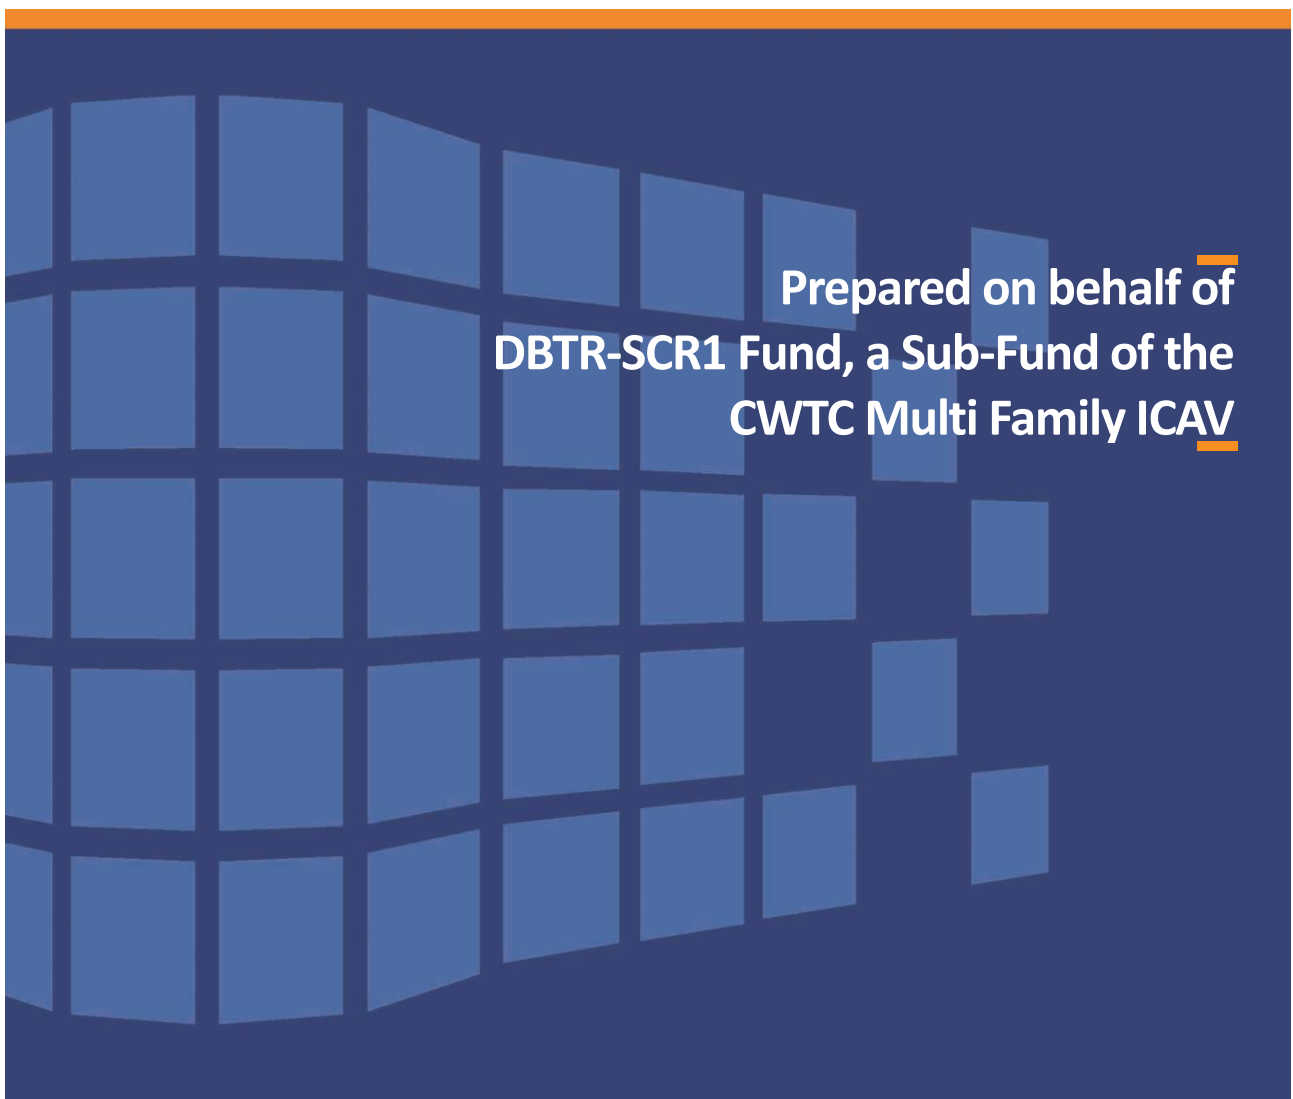 Prepared on behalf of
DBTR-SCR1 Fund, a Sub-Fund of the
CWTC Multi Family ICAV